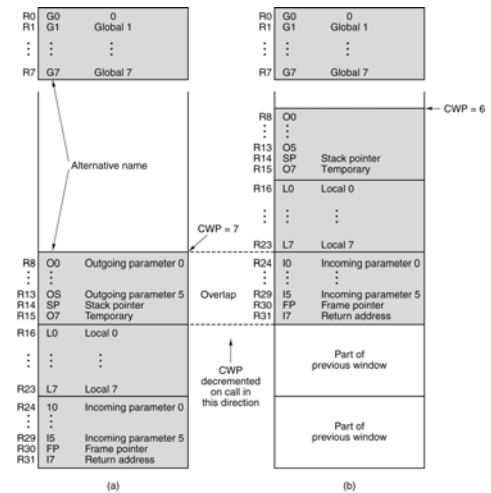 R0 G0 0
R1 G1 Global 1
R7 G7 Global 7
Alternative name
CWP = 7
R8 O0 Outgoing parameter 0
R13 OS Outgoing parameter 5
R14 SP Stack pointer
R15 O7 Temporary
R16 L0 Local 0
R23 L7 Local 7
R24 10 Incoming parameter 0
R29 I5 Incoming parameter 5
R30 FP Frame pointer
R31 I7 Return address
(a)
Overlap
CWP
decremented
on call in
this direction
R0 G0 0
R1 G1 Global 1
R7 G7 Global 7
CWP = 6
R8 O0
R13 O5
R14 SP Stack pointer
R15 O7 Temporary
R16 L0 Local 0
R23 L7 Local 7
R24 I0 Incoming parameter 0
R29 I5 Incoming parameter 5
R30 FP Frame pointer
R31 I7 Return address
Part of
previous window
Part of
previous window
(b)